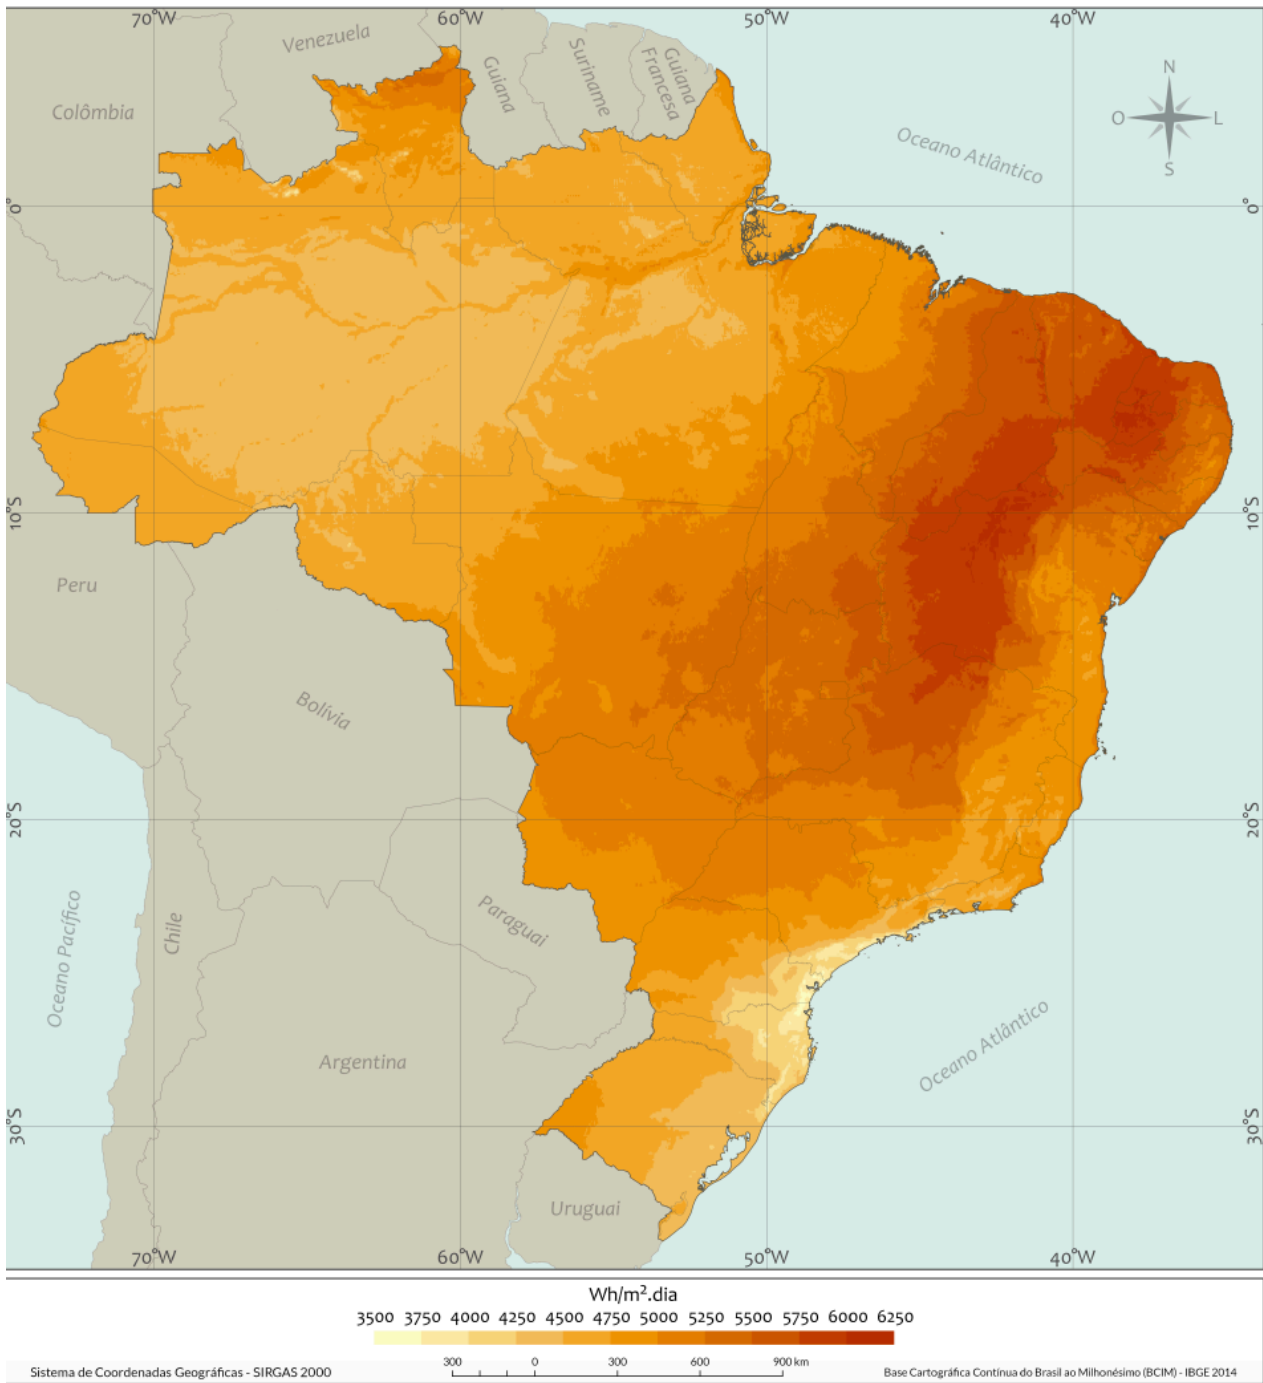 70°W 60°W 50°W 40°W
Venezuela
Guiana
Suriname
Guiana
Francesa
Colômbia
N
O L
S
Oceano Atlântico
0° 0°
10°S 10°S
Peru
Bolívia
20°S 20°S
Oceano Pacífico
Chile
Paraguai
Argentina
Oceano Atlântico
30°S 30°S
Uruguai
70°W 60°W 50°W 40°W
Wh/m².dia
3500 3750 4000 4250 4500 4750 5000 5250 5500 5750 6000 6250
300 0 300 600 900 km
Sistema de Coordenadas Geográficas - SIRGAS 2000
Base Cartográfica Contínua do Brasil ao Milhonésimo (BCIM) - IBGE 2014